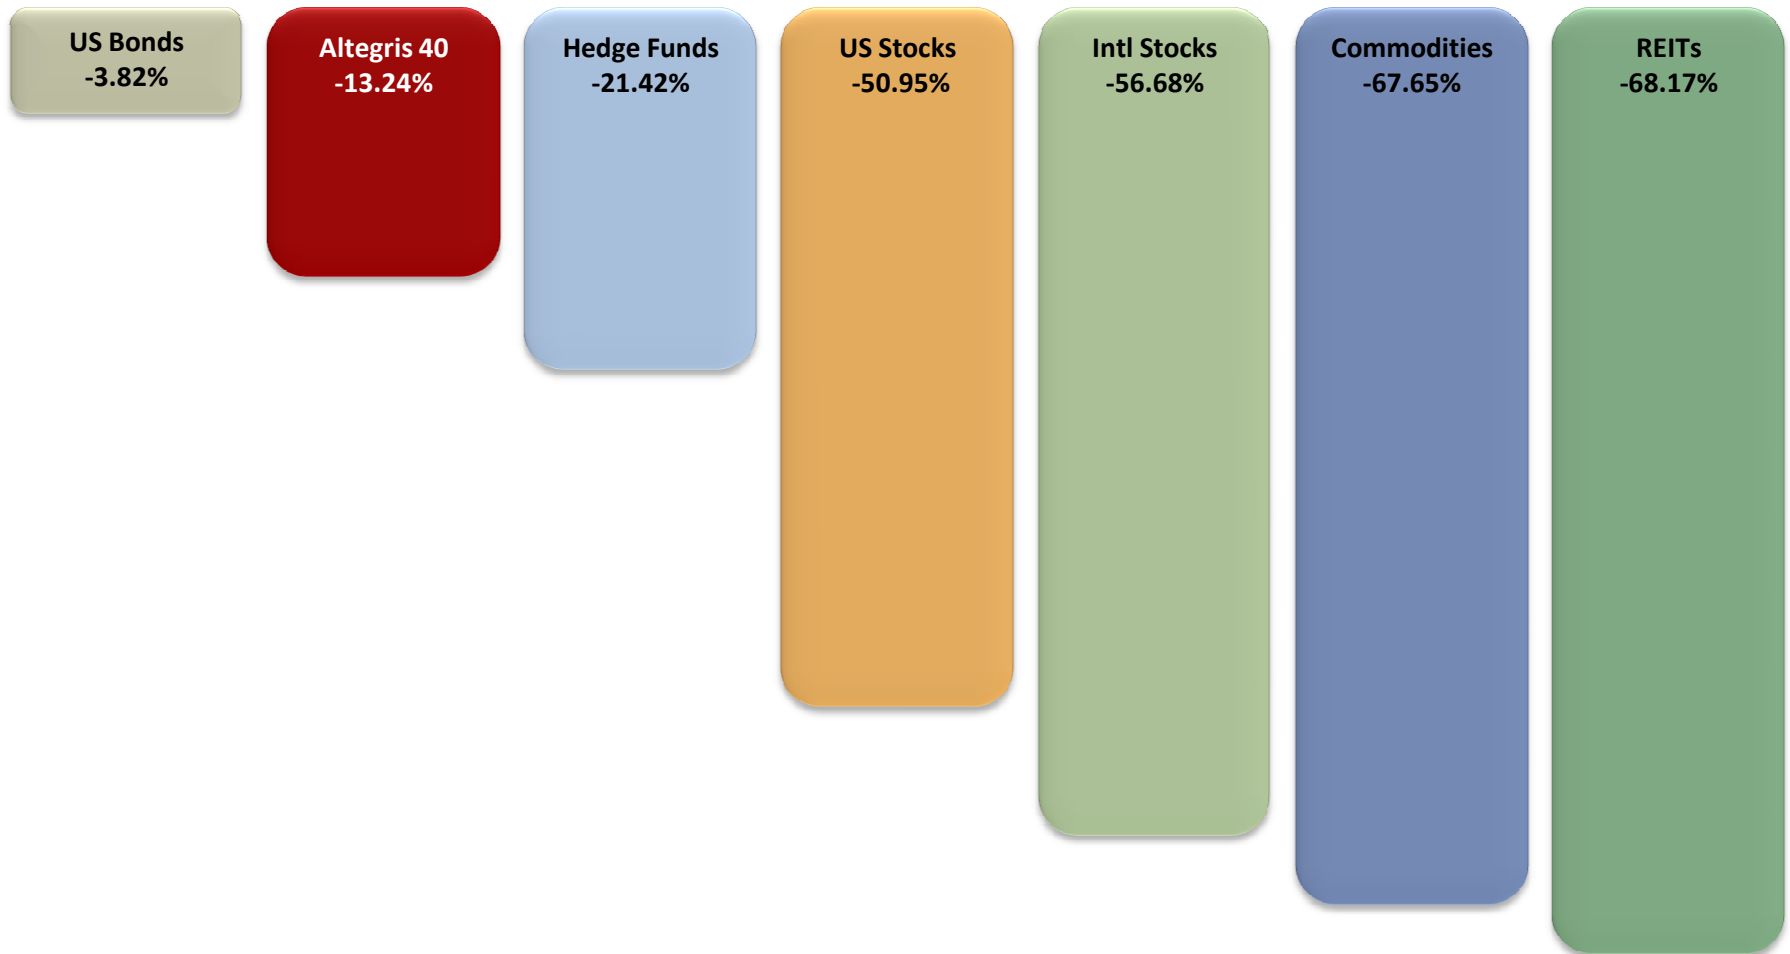 US Bonds
-3.82%
Altegris 40
-13.24%
Hedge Funds
-21.42%
US Stocks
-50.95%
Intl Stocks
-56.68%
Commodities
-67.65%
REITs
-68.17%